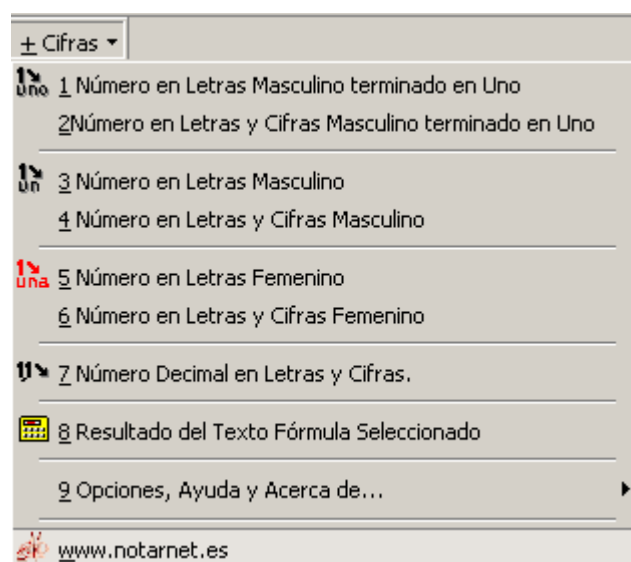 ± Cifras
1 Número en Letras Masculino terminado en Uno
2Número en Letras y Cifras Masculino terminado en Uno
3 Número en Letras Masculino
4 Número en Letras y Cifras Masculino
5 Número en Letras Femenino
6 Número en Letras y Cifras Femenino
7 Número Decimal en Letras y Cifras.
8 Resultado del Texto Fórmula Seleccionado
9 Opciones, Ayuda y Acerca de...
www.notarnet.es